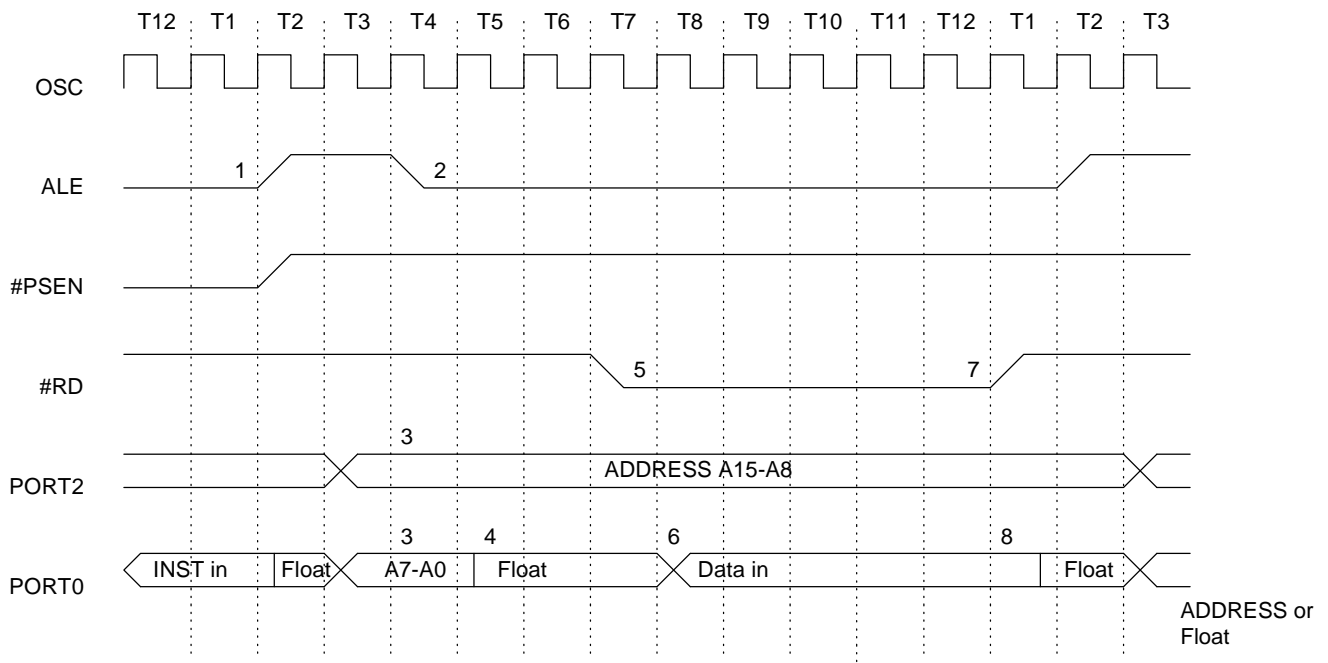 T12 T1 T2 T3 T4 T5 T6 T7 T8 T9 T10 T11 T12 T1 T2 T3
OSC
1 2
ALE
#PSEN
5 7
#RD
3
ADDRESS A15-A8
PORT2
3 4 6 8
INST in Float A7-A0 Float Data in Float
PORT0
ADDRESS or
Float